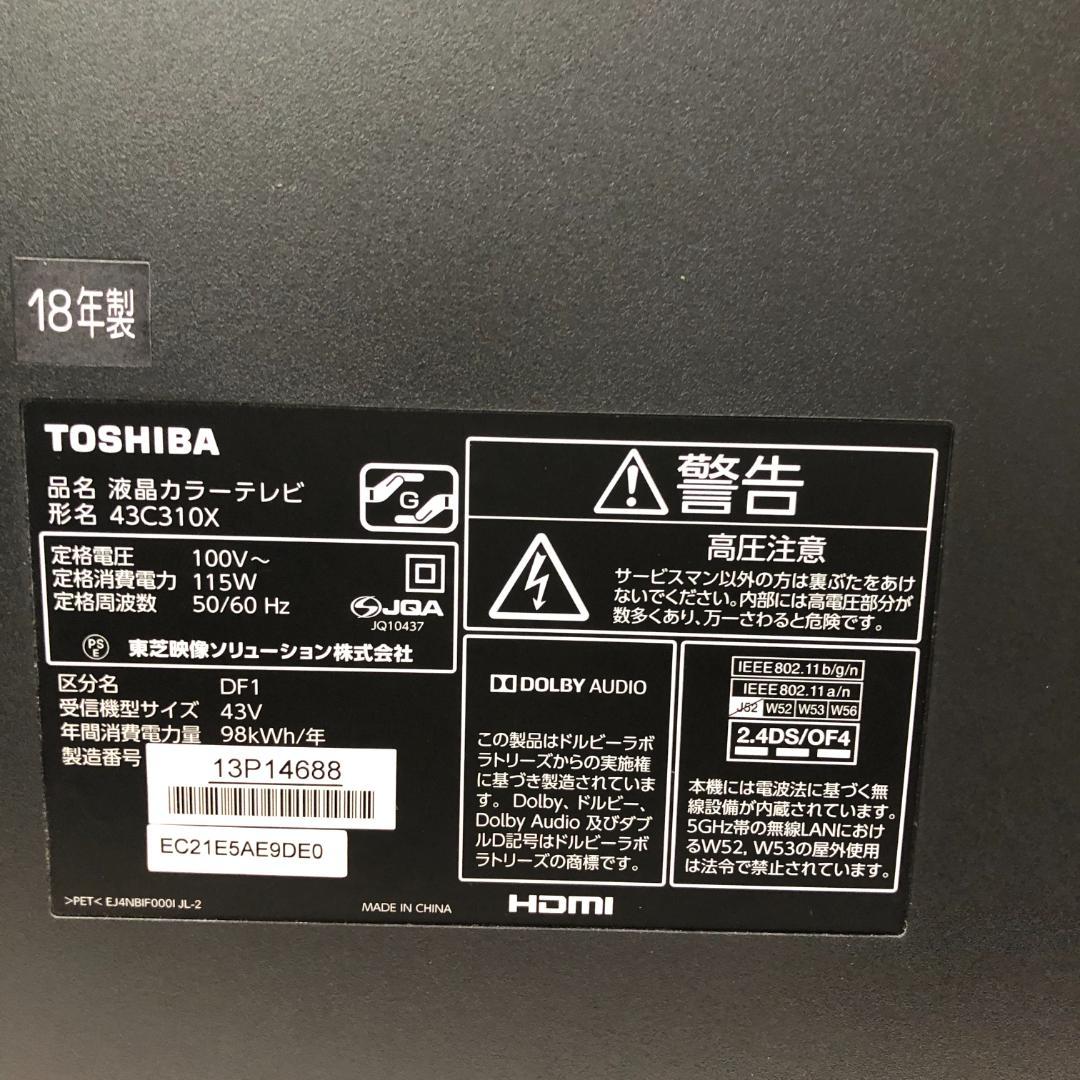 18年製
TOSHIBA
品名 液晶カラーテレビ
形名 43C310X
G
定格電圧 100V～
定格消費電力 115W
定格周波数 50/60 Hz
JQA
JQ10437
PS
E
東芝映像ソリューション株式会社
区分名 DF1
受信機型サイズ 43V
年間消費電力量 98kWh/年
製造番号
13P14688
EC21E5AE9DE0
>PET< EJ4NBIF000I JL-2
MADE IN CHINA
HDMI
警告
高圧注意
サービスマン以外の方は裏ぶたをあけ
ないでください。内部には高電圧部分が
数多くあり、万一さわると危険です。
DOLBY AUDIO
この製品はドルビーラボ
ラトリーズからの実施権
に基づき製造されていま
す。 Dolby、ドルビー、
Dolby Audio 及びダブ
ルD記号はドルビーラボ
ラトリーズの商標です。
IEEE802.11b/g/n
IEEE802.11a/n
J52 W52 W53 W56
2.4DS/OF4
本機には電波法に基づく無
線設備が内蔵されています。
5GHz帯の無線LANにおけ
るW52, W53の屋外使用
は法令で禁止されています。